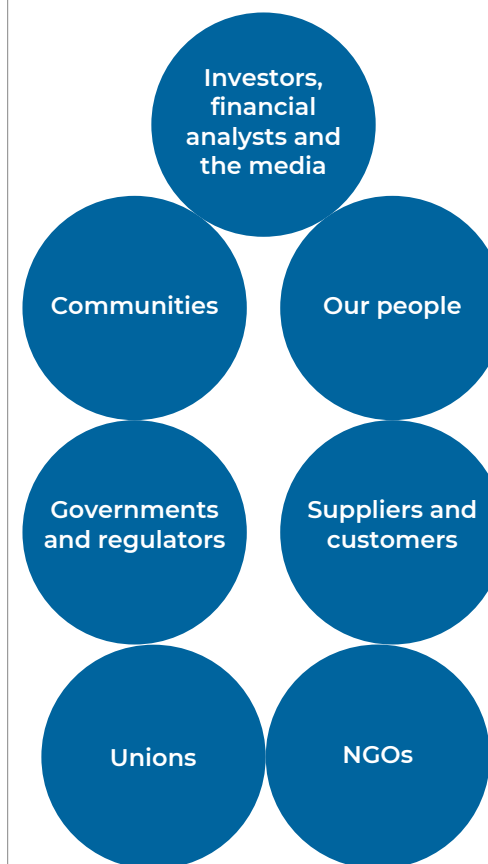 Investors,
financial
analysts and
the media
Communities
Our people
Governments
and regulators
Suppliers and
customers
Unions
NGOs